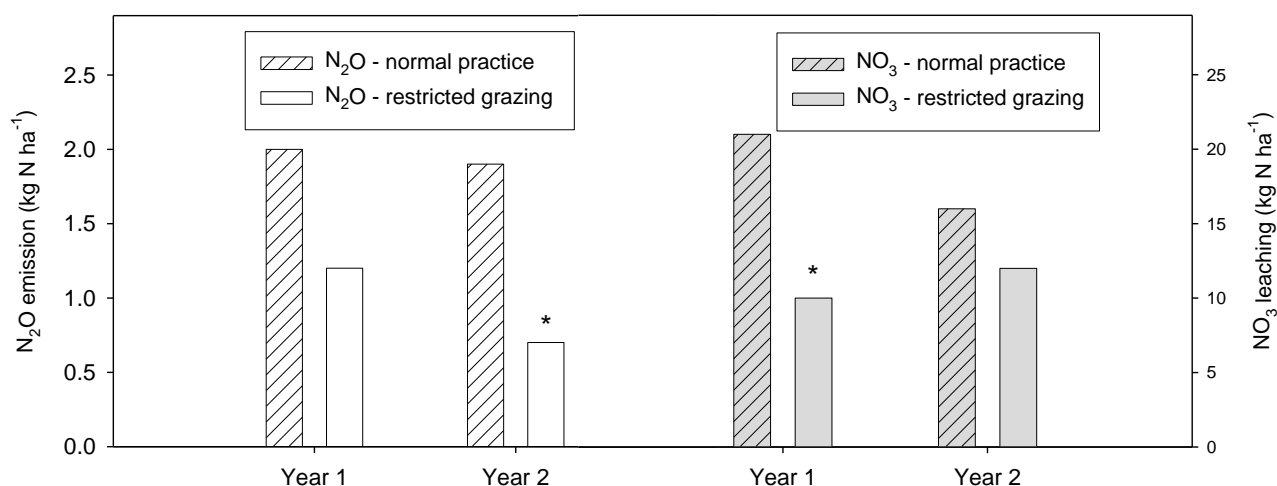 N₂O - normal practice
N₂O - restricted grazing
NO₃ - normal practice
NO₃ - restricted grazing
N₂O emission (kg N ha⁻¹)
2.5
2.0
1.5
1.0
0.5
0.0
*
*
25
20
15
10
5
0
NO₃ leaching (kg N ha⁻¹)
Year 1
Year 2
Year 1
Year 2